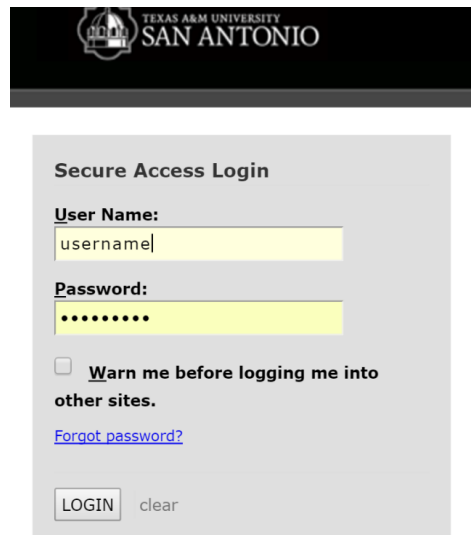 TEXAS A&M UNIVERSITY
SAN ANTONIO
Secure Access Login
User Name:
username
Password:
•••••••••
Warn me before logging me into
other sites.
Forgot password?
LOGIN clear